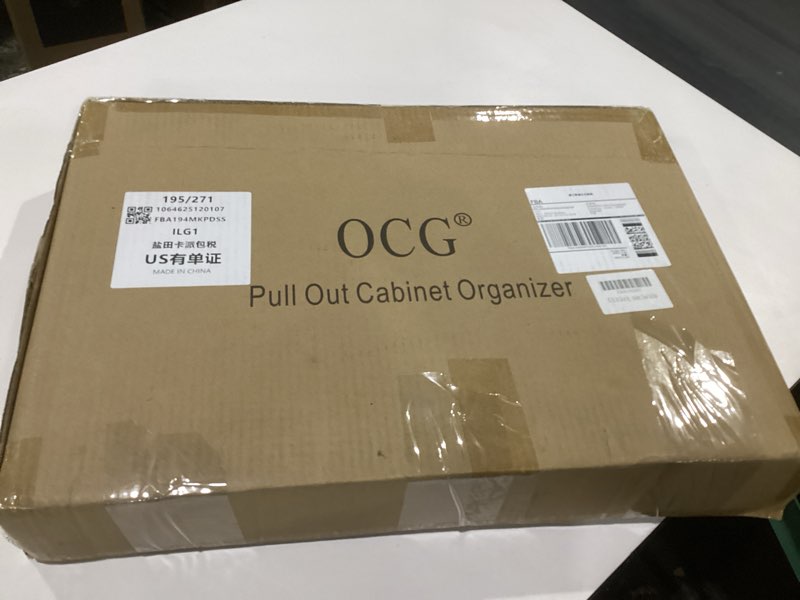 195/271
1064625120107
FBA194MKPDSS
ILG1
盐田卡派包税
US有单证
MADE IN CHINA
OCG®
Pull Out Cabinet Organizer
FBA